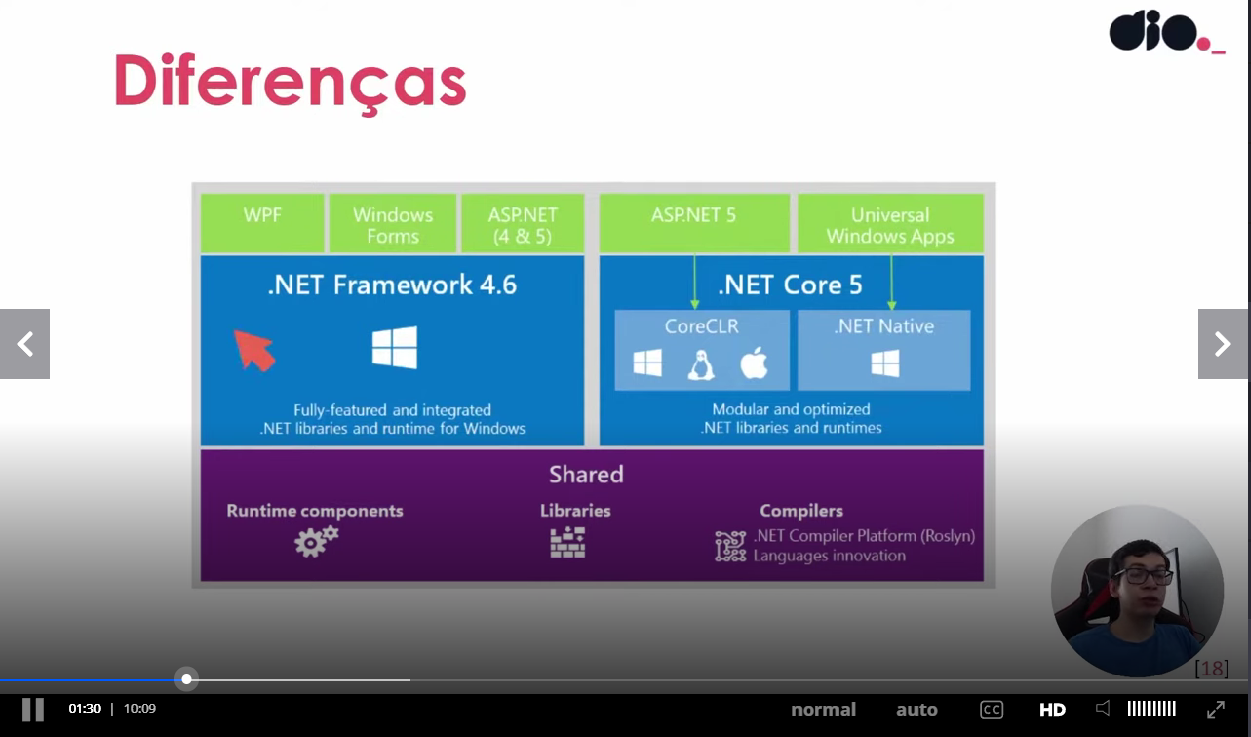 dio._
Diferenças
WPF
Windows
Forms
ASP.NET
(4 & 5)
ASP.NET 5
Universal
Windows Apps
.NET Framework 4.6
Fully-featured and integrated
.NET libraries and runtime for Windows
.NET Core 5
CoreCLR
.NET Native
Modular and optimized
.NET libraries and runtimes
Shared
Runtime components
Libraries
Compilers
.NET Compiler Platform (Roslyn)
Languages innovation
[18]
01:30 | 10:09
normal
auto
CC
HD